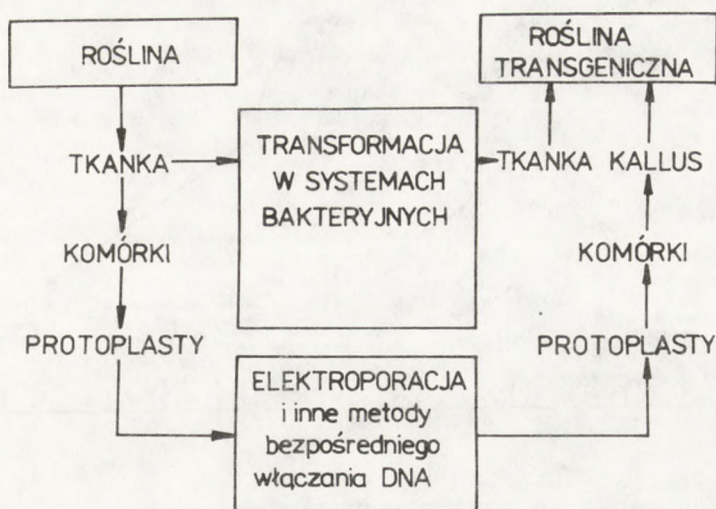 ROŚLINA
ROŚLINA
TRANSGENICZNA
TRANSFORMACJA
W SYSTEMACH
BAKTERYJNYCH
TKANKA
TKANKA KALLUS
KOMÓRKI
KOMÓRKI
PROTOPLASTY
PROTOPLASTY
ELEKTROPORACJA
i inne metody
bezpośredniego
włączania DNA